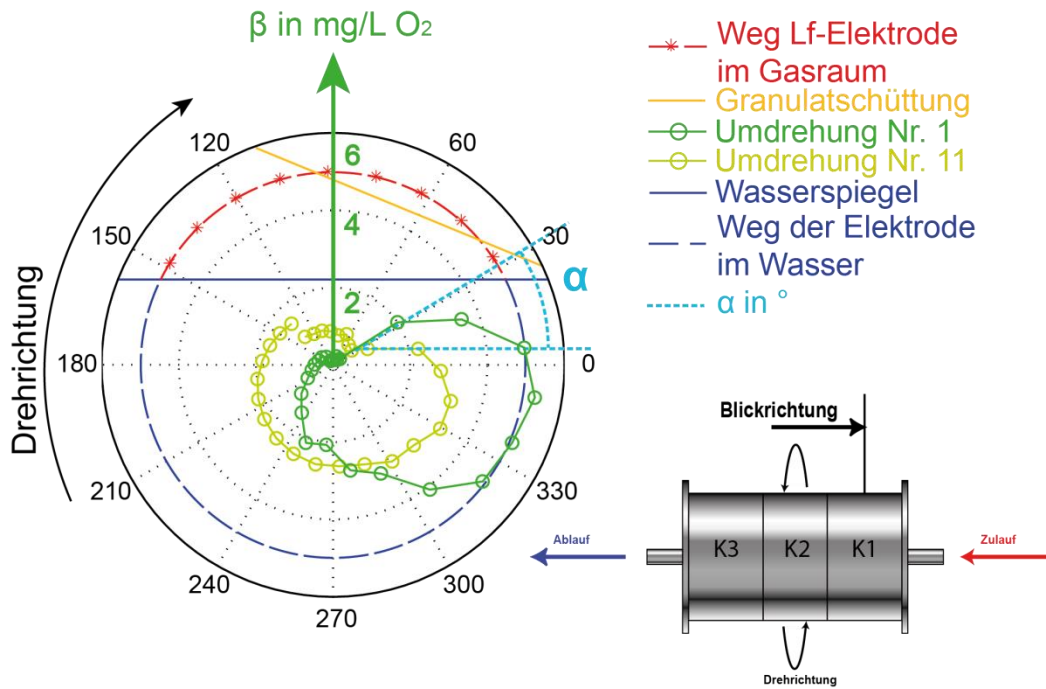 β in mg/L O₂
Weg Lf-Elektrode
im Gasraum
Granulatschüttung
Umdrehung Nr. 1
Umdrehung Nr. 11
Wasserspiegel
Weg der Elektrode
im Wasser
α in °
120
6
60
4
150
30
α
2
Drehrichtung
180
0
210
330
240
300
270
Blickrichtung
K3
K2
K1
Ablauf
Zulauf
Drehrichtung